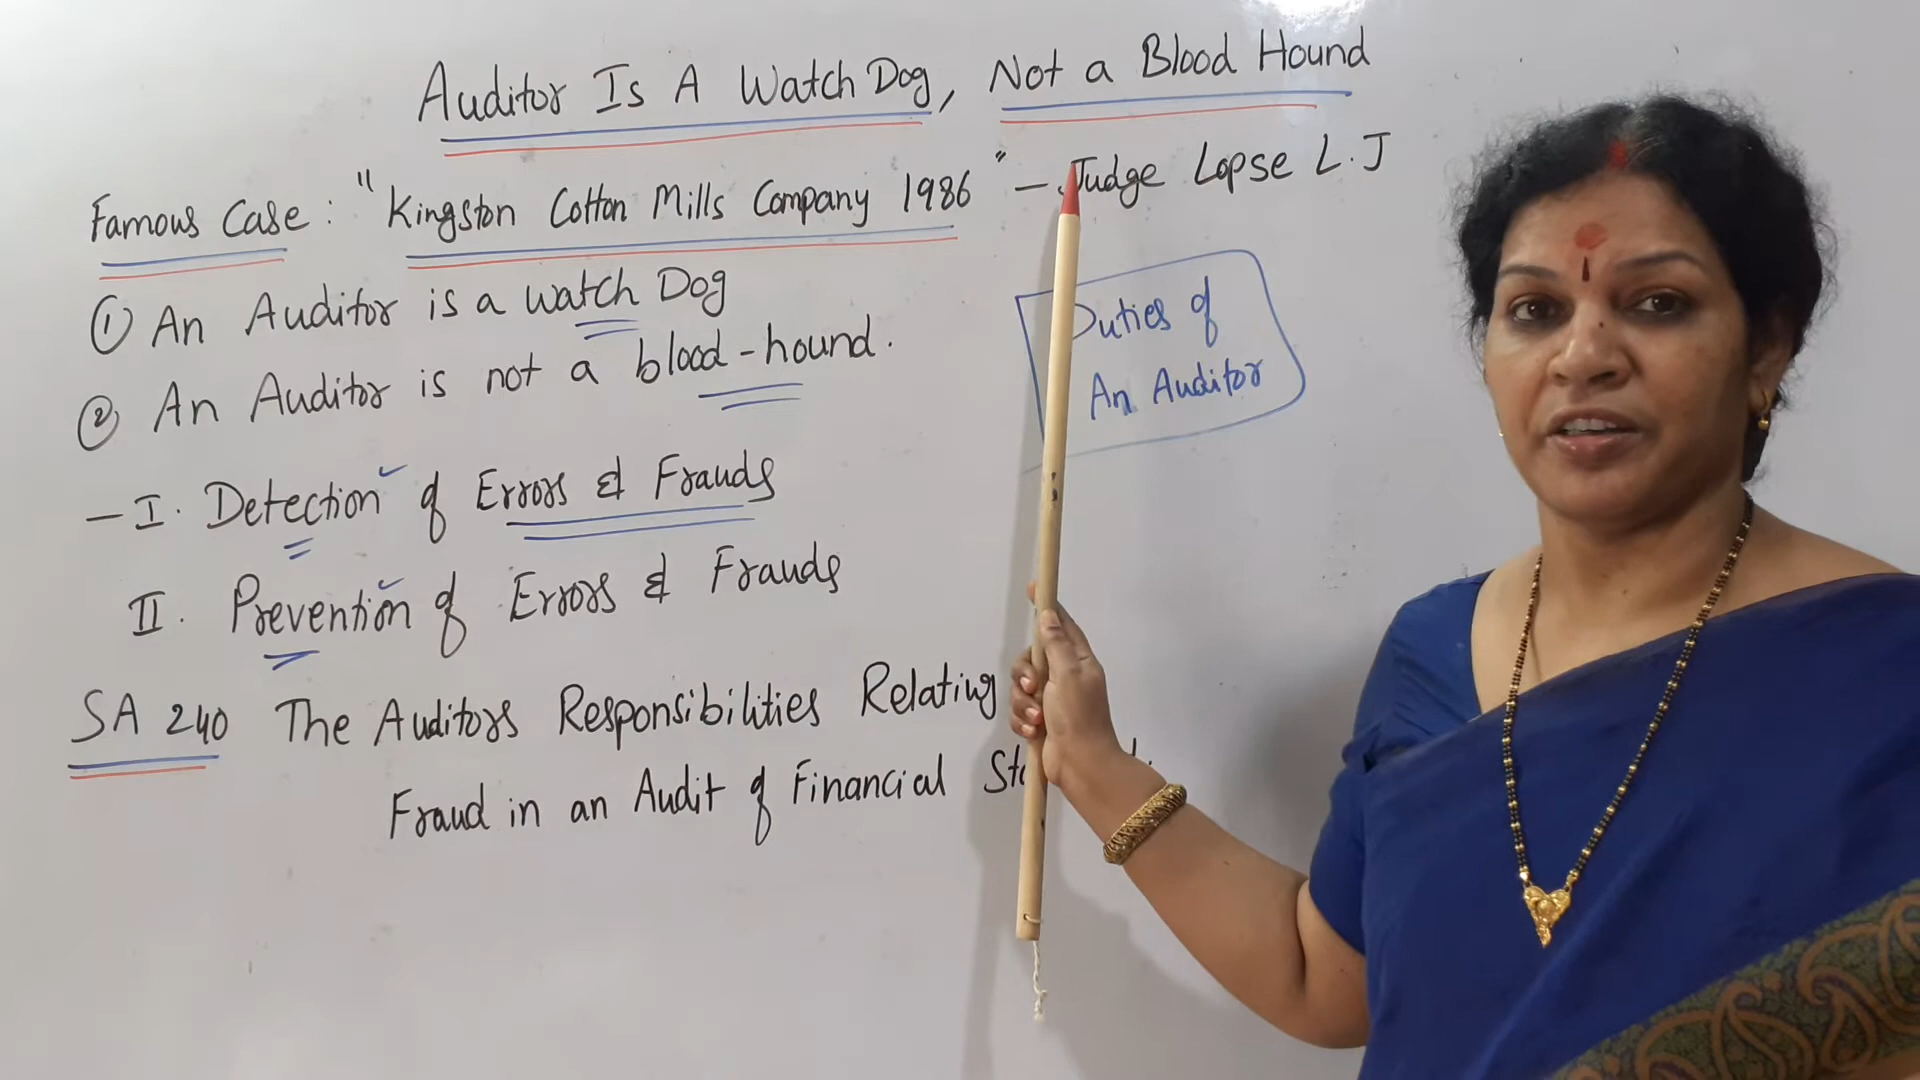 Auditor Is A Watch Dog, Not a Blood Hound
Famous Case : "Kingston Cotton Mills Company 1986" - Judge Lopse L.J
① An Auditor is a watch Dog
② An Auditor is not a blood-hound.
Duties of
An Auditor
- I. Detection of Errors & Frauds
II. Prevention of Errors & Frauds
SA 240 The Auditors Responsibilities Relating
Fraud in an Audit of Financial